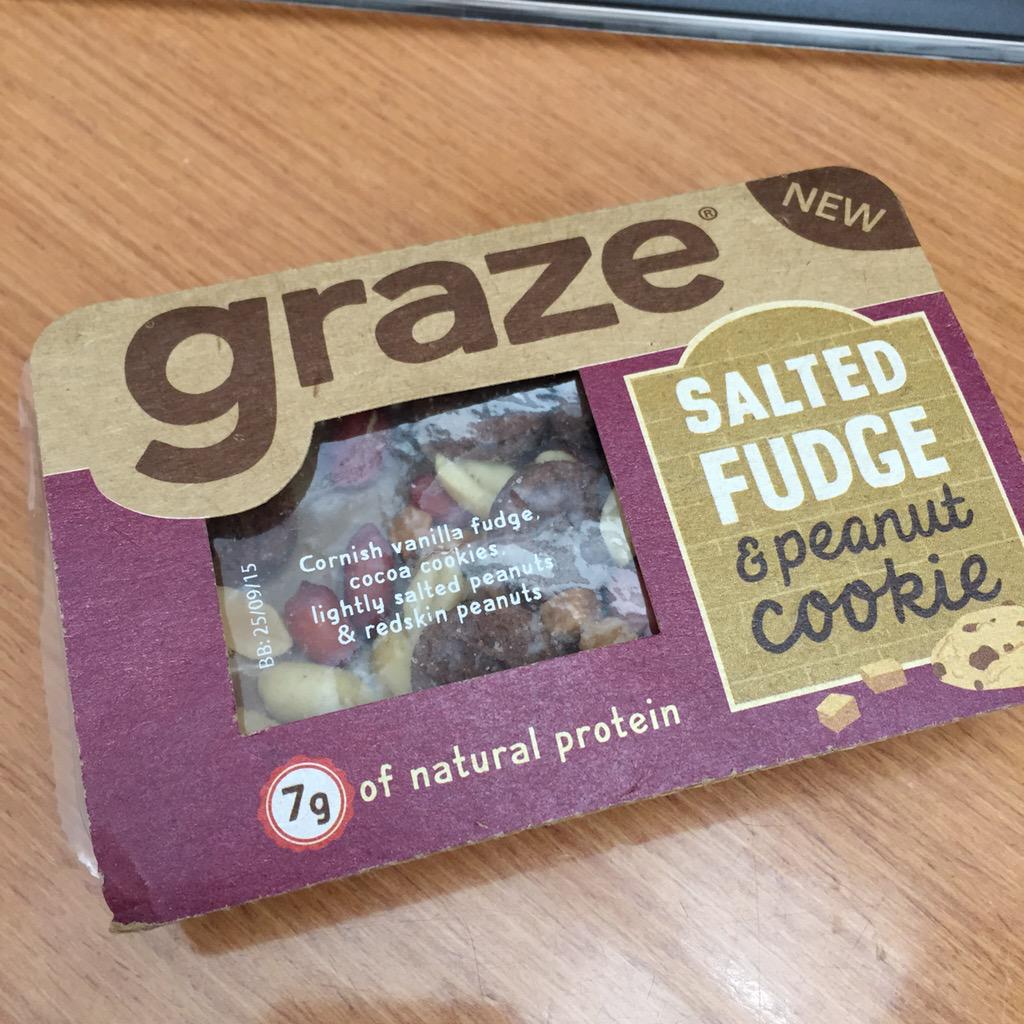 NEW
graze®
SALTED
FUDGE
& peanut
cookie
Cornish vanilla fudge,
cocoa cookies,
lightly salted peanuts
& redskin peanuts
BB: 25/09/15
7g of natural protein